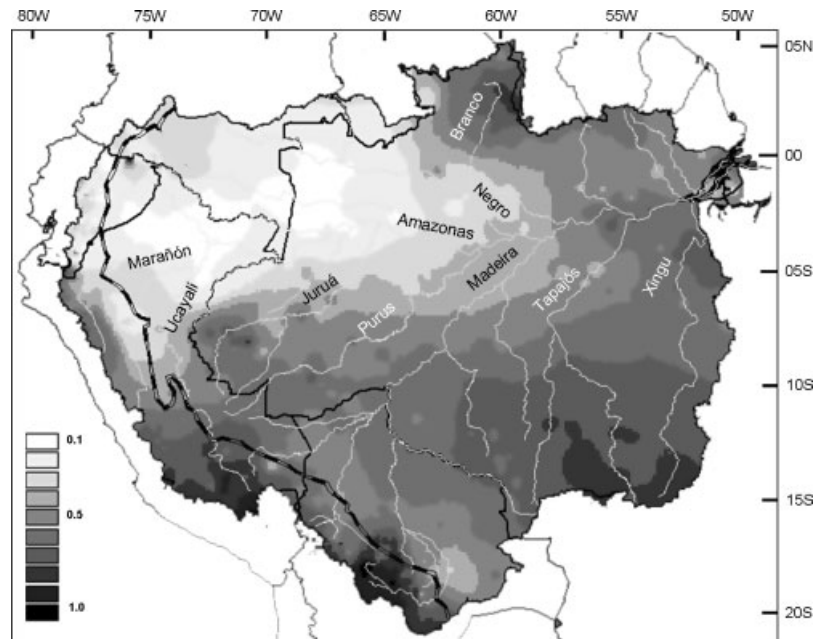 80W 75W 70W 65W 60W 55W 50W
05N
Branco
00
Negro
Amazonas
Marañón
Madeira
05S
Ucayali
Juruá
Tapajós
Xingu
Purus
10S
0.1
15S
0.5
1.0
20S